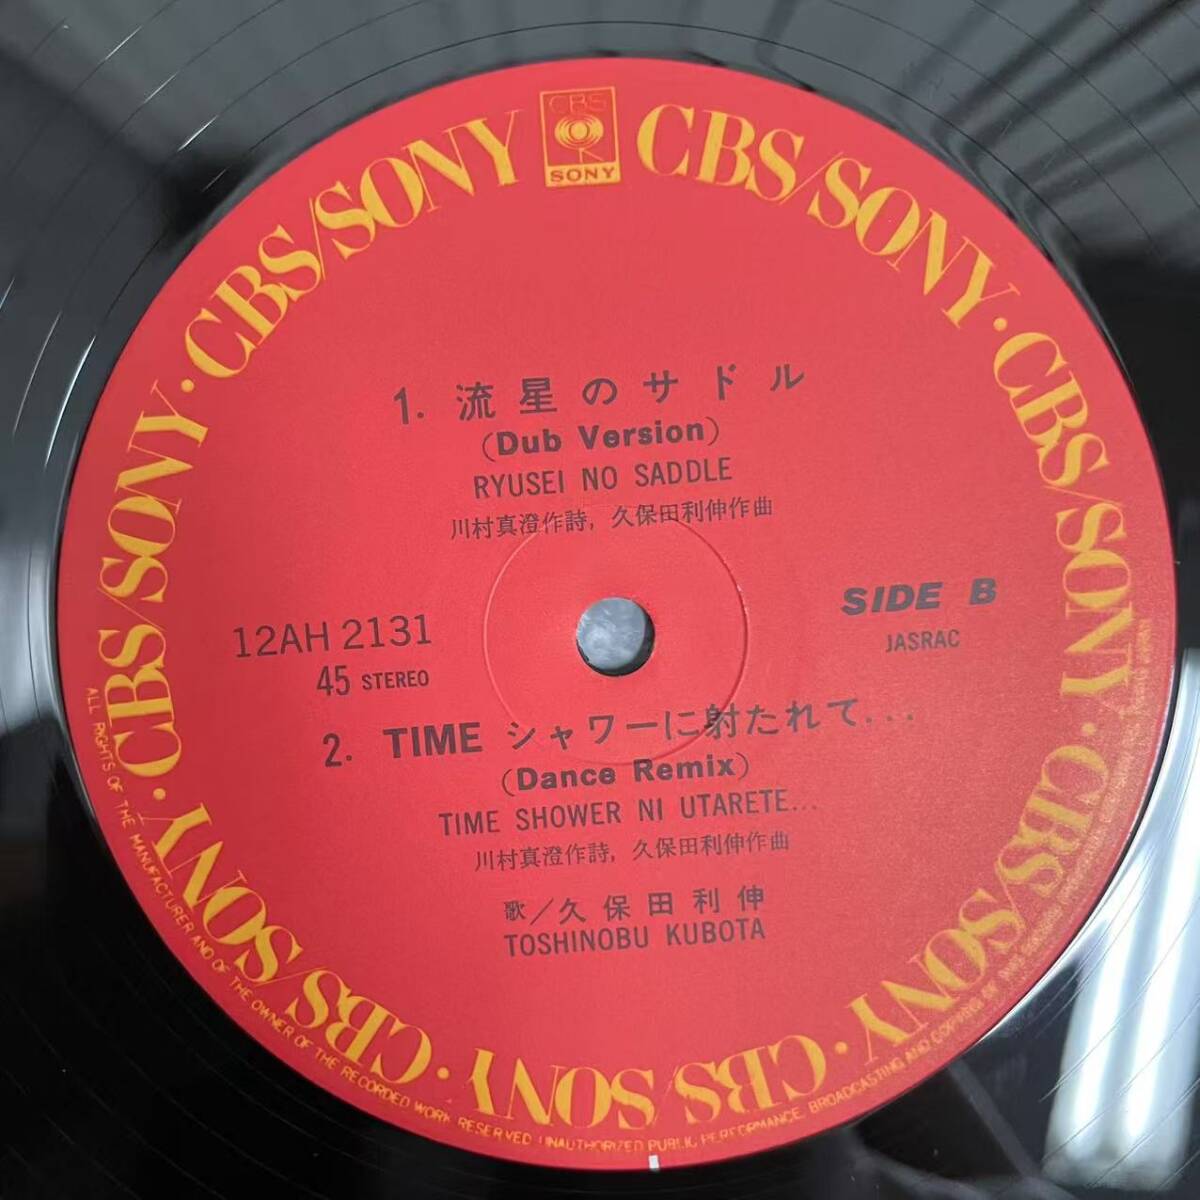 CBS
SONY
CBS/SONY · CBS/SONY · CBS/SONY · CBS/SONY · CBS/SONY · CBS/SONY · CBS/SONY · CBS/SONY
1. 流星のサドル
(Dub Version)
RYUSEI NO SADDLE
川村真澄作詩, 久保田利伸作曲
12AH 2131
45 STEREO
SIDE B
JASRAC
2. TIME シャワーに射たれて...
(Dance Remix)
TIME SHOWER NI UTARETE...
川村真澄作詩, 久保田利伸作曲
歌/久保田利伸
TOSHINOBU KUBOTA
ALL RIGHTS OF THE MANUFACTURER AND OF THE OWNER OF THE RECORDED WORK RESERVED. UNAUTHORIZED PUBLIC PERFORMANCE, BROADCASTING AND COPYING OF THIS